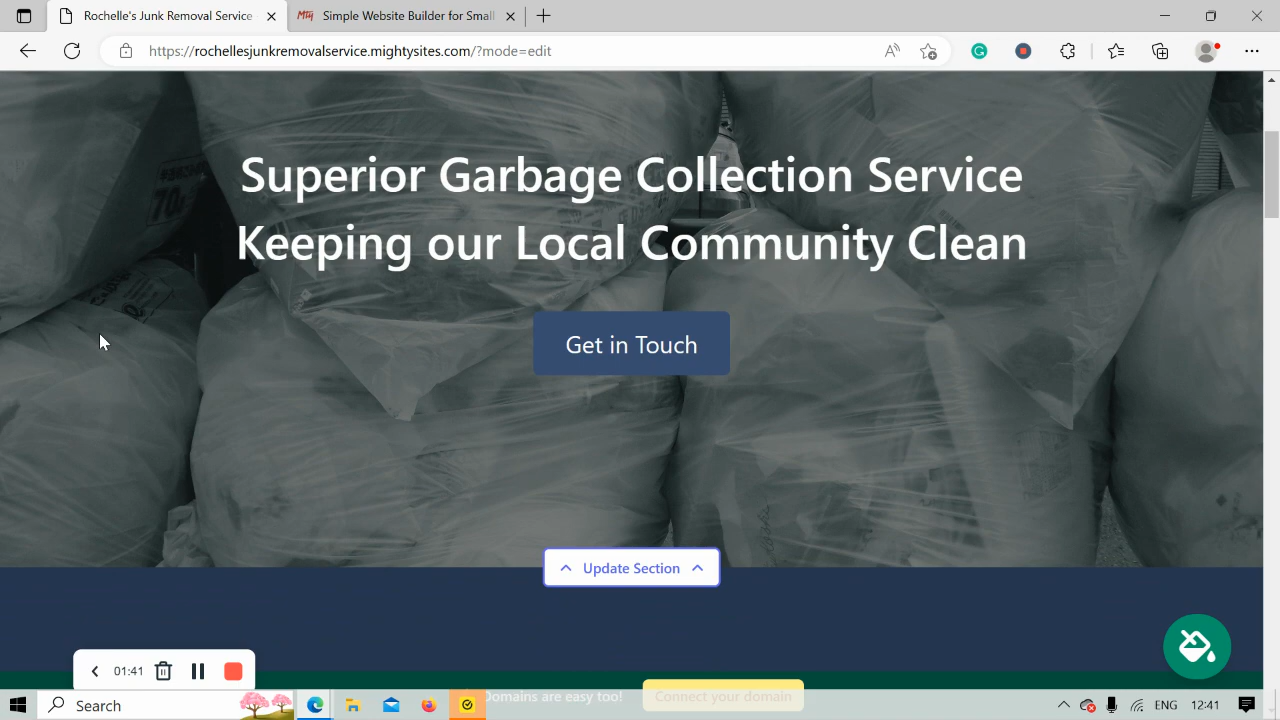 Rochelle's Junk Removal Service
Simple Website Builder for Small
https://rochellesjunkremovalservice.mightysites.com/?mode=edit
Superior Garbage Collection Service
Keeping our Local Community Clean
Get in Touch
Update Section
01:41
Domains are easy too!
Connect your domain
Search
ENG
12:41